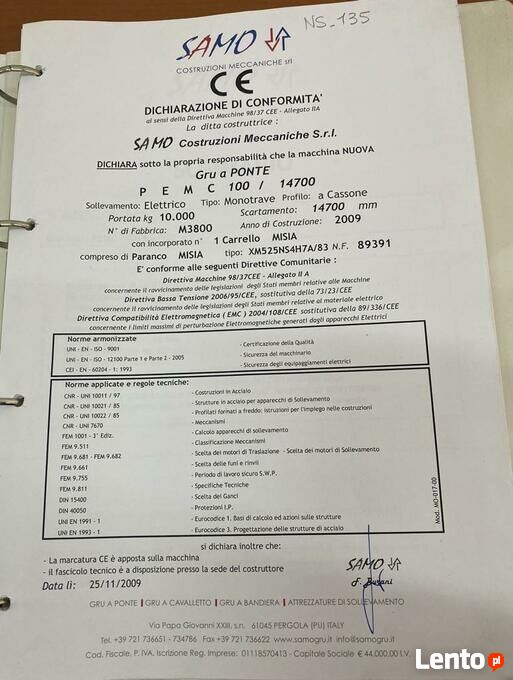 NS-135
SAMO
COSTRUZIONI MECCANICHE srl
CE
DICHIARAZIONE DI CONFORMITA'
ai sensi della Direttiva Macchine 98/37 CEE - Allegato IIA
La ditta costruttrice :
SAMO Costruzioni Meccaniche S.r.l.
DICHIARA sotto la propria responsabilità che la macchina NUOVA
Gru a PONTE
P E M C 100 / 14700
Sollevamento: Elettrico Tipo: Monotrave Profilo: a Cassone
Portata kg 10.000 Scartamento: 14700 mm
N° di Fabbrica: M3800 Anno di Costruzione: 2009
con incorporato n° 1 Carrello MISIA
compreso di Paranco MISIA tipo: XM525NS4H7A/83 N.F. 89391
E' conforme alle seguenti Direttive Comunitarie :
Direttiva Macchine 98/37CEE - Allegato II A
concernente il ravvicinamento delle legislazioni degli Stati membri relative alle Macchine
Direttiva Bassa Tensione 2006/95/CEE, sostitutiva della 73/23/CEE
concernente il ravvicinamento delle legislazioni degli Stati membri relative al materiale elettrico
Direttiva Compatibilità Elettromagnetica ( EMC ) 2004/108/CEE sostitutiva della 89/336/CEE
concernente i limiti massimi di perturbazione Elettromagnetiche generati dagli apparecchi Elettrici
Norme armonizzate
UNI - EN - ISO - 9001 - Certificazione della Qualità
UNI - EN - ISO - 12100 Parte 1 e Parte 2 - 2005 - Sicurezza del macchinario
CEI - EN - 60204 - 1: 1993 - Sicurezza degli equipaggiamenti elettrici
Norme applicate e regole tecniche:
CNR - UNI 10011 / 97 - Costruzioni in Acciaio
CNR - UNI 10021 / 85 - Strutture in acciaio per apparecchi di Sollevamento
CNR - UNI 10022 / 85 - Profilati formati a freddo: istruzioni per l'impiego nelle costruzioni
CNR - UNI 7670 - Meccanismi
FEM 1001 - 3° Ediz. - Calcolo apparecchi di sollevamento
FEM 9.511 - Classificazione Meccanismi
FEM 9.681 - FEM 9.682 - Scelta dei motori di Traslazione - Scelta dei motori di Sollevamento
FEM 9.661 - Scelta delle funi e rinvii
FEM 9.755 - Periodo di lavoro sicuro S.W.P.
FEM 9.811 - Specifiche Tecniche
DIN 15400 - Scelta dei Ganci
DIN 40050 - Protezioni I.P.
UNI EN 1991 - 1 - Eurocodice 1. Basi di calcolo ed azioni sulle strutture
UNI EN 1993 - 1 - Eurocodice 3. Progettazione delle strutture di acciaio
Mod. MO-017-00
si dichiara inoltre che :
- La marcatura CE è apposta sulla macchina
- il fascicolo tecnico è a disposizione presso la sede del costruttore
Data lì: 25/11/2009
SAMO
F. Busani
GRU A PONTE | GRU A CAVALLETTO | GRU A BANDIERA | ATTREZZATURE DI SOLLEVAMENTO
Via Papa Giovanni XXIII, s.n. 61045 PERGOLA (PU) ITALY
Tel. +39 721 736651 - 734786 Fax +39 721 736622 www.samogru.it info@samogru.it
Cod. Fiscale, P. IVA, Iscrizione Reg. Imprese: 01118570413 - Capitale Sociale € 44.000,00 I.V.
Lento.pl